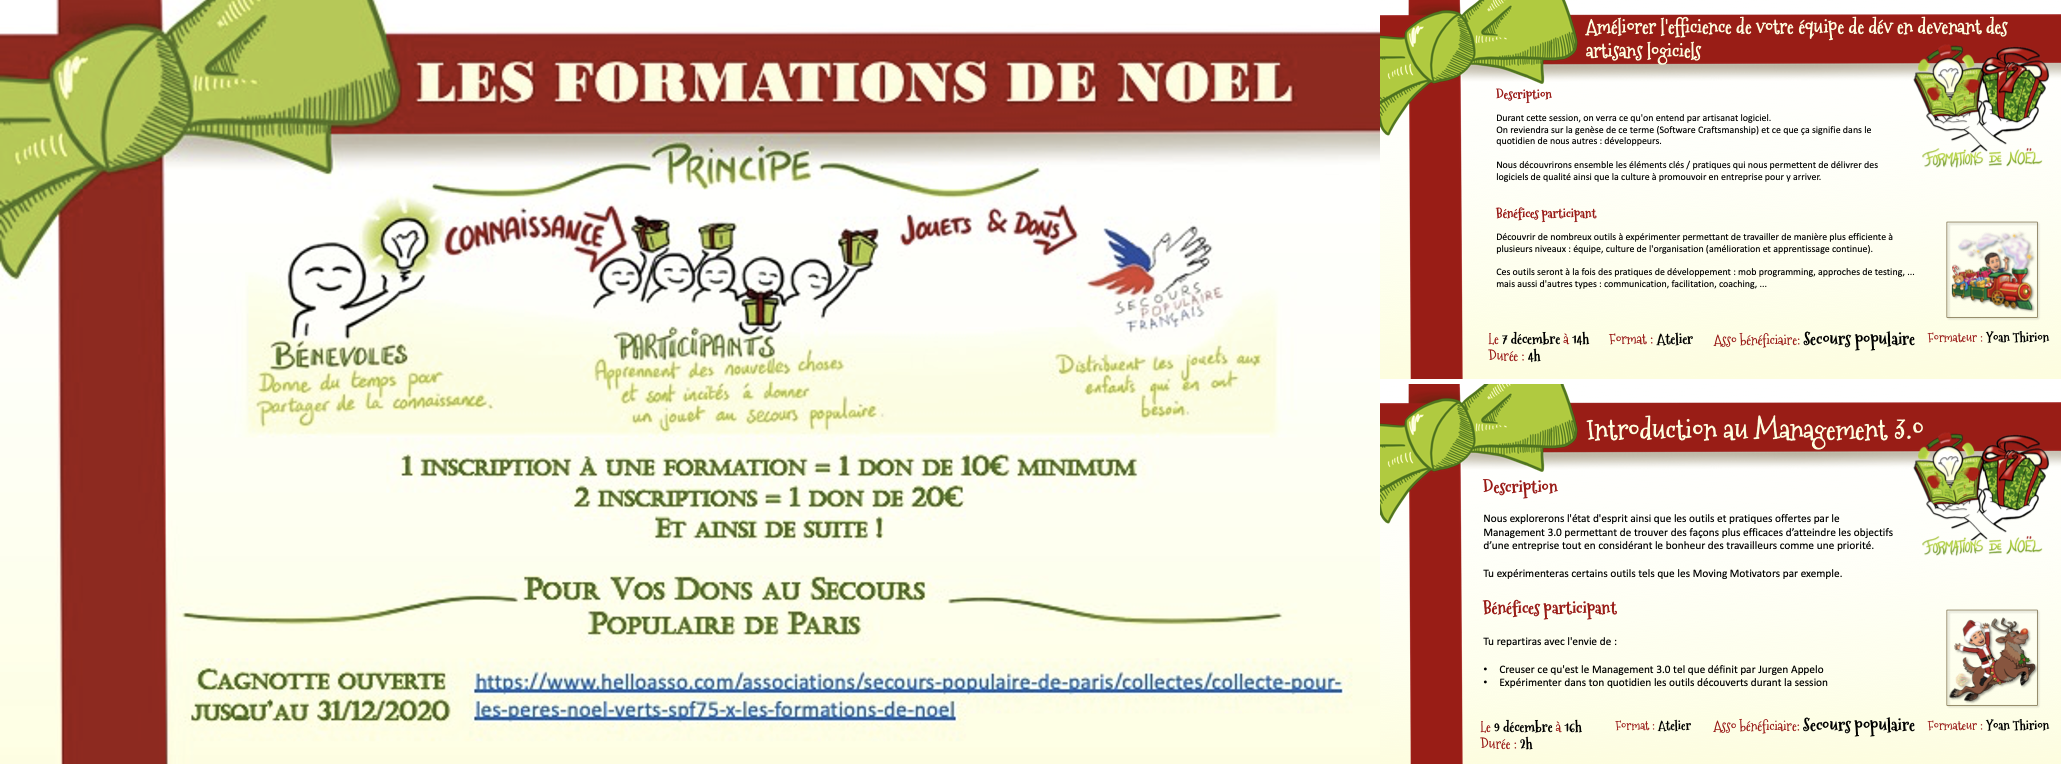 LES FORMATIONS DE NOEL
PRINCIPE
CONNAISSANCE
JOUETS & DONS
SECOURS
POPULAIRE
FRANÇAIS
BÉNEVOLES
Donne du temps pour
partager de la connaissance.
PARTICIPANTS
Apprennent des nouvelles choses
et sont incités á donner
un jouet au secours populaire.
Distribuent les jouets aux
enfants qui en ont
besoin.
1 INSCRIPTION À UNE FORMATION = 1 DON DE 10€ MINIMUM
2 INSCRIPTIONS = 1 DON DE 20€
ET AINSI DE SUITE !
POUR VOS DONS AU SECOURS
POPULAIRE DE PARIS
CAGNOTTE OUVERTE
JUSQU'AU 31/12/2020
https://www.helloasso.com/associations/secours-populaire-de-paris/collectes/collecte-pour-
les-peres-noel-verts-spf75-x-les-formations-de-noel
Améliorer l'efficience de votre équipe de dév en devenant des
artisans logiciels
FORMATIONS DE NOËL
Description
Durant cette session, on verra ce qu'on entend par artisanat logiciel.
On reviendra sur la genèse de ce terme (Software Craftsmanship) et ce que ça signifie dans le
quotidien de nous autres : développeurs.
Nous découvrirons ensemble les éléments clés / pratiques qui nous permettent de délivrer des
logiciels de qualité ainsi que la culture à promouvoir en entreprise pour y arriver.
Bénéfices participant
Découvrir de nombreux outils à expérimenter permettant de travailler de manière plus efficiente à
plusieurs niveaux : équipe, culture de l'organisation (amélioration et apprentissage continue).
Ces outils seront à la fois des pratiques de développement : mob programming, approches de testing, ...
mais aussi d'autres types : communication, facilitation, coaching, ...
Le 7 décembre à 14h
Durée : 4h
Format : Atelier
Asso bénéficiaire: Secours populaire
Formateur : Yoan Thirion
Introduction au Management 3.0
FORMATIONS DE NOËL
Description
Nous explorerons l'état d'esprit ainsi que les outils et pratiques offertes par le
Management 3.0 permettant de trouver des façons plus efficaces d'atteindre les objectifs
d'une entreprise tout en considérant le bonheur des travailleurs comme une priorité.
Tu expérimenteras certains outils tels que les Moving Motivators par exemple.
Bénéfices participant
Tu repartiras avec l'envie de :
• Creuser ce qu'est le Management 3.0 tel que définit par Jurgen Appelo
• Expérimenter dans ton quotidien les outils découverts durant la session
Le 9 décembre à 16h
Durée : 2h
Format : Atelier
Asso bénéficiaire: Secours populaire
Formateur : Yoan Thirion